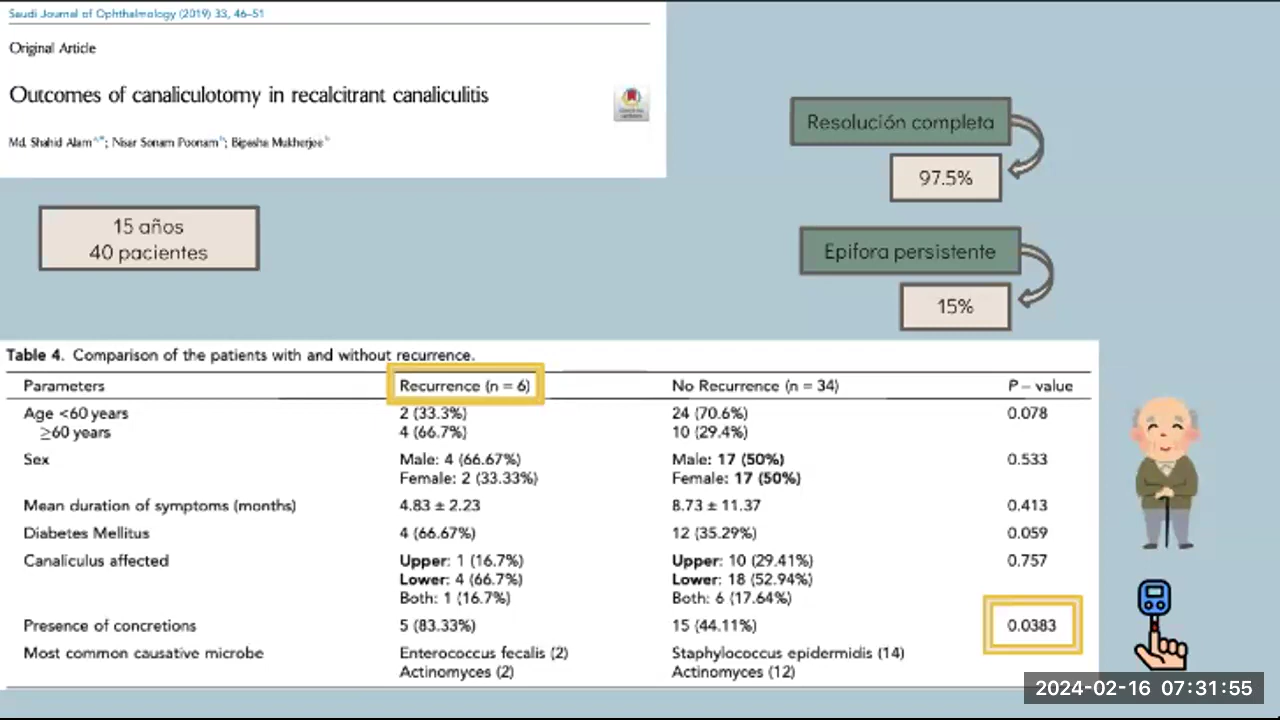 Saudi Journal of Ophthalmology (2019) 33, 46–51
Original Article
Outcomes of canaliculotomy in recalcitrant canaliculitis
Md. Shahid Alam a,*; Nisar Sonam Poonam b; Bipasha Mukherjee b
15 años
40 pacientes
Resolución completa
97.5%
Epifora persistente
15%
Table 4. Comparison of the patients with and without recurrence.
Parameters Recurrence (n = 6) No Recurrence (n = 34) P – value
Age <60 years 2 (33.3%) 24 (70.6%) 0.078
≥60 years 4 (66.7%) 10 (29.4%)
Sex Male: 4 (66.67%) Male: 17 (50%) 0.533
Female: 2 (33.33%) Female: 17 (50%)
Mean duration of symptoms (months) 4.83 ± 2.23 8.73 ± 11.37 0.413
Diabetes Mellitus 4 (66.67%) 12 (35.29%) 0.059
Canaliculus affected Upper: 1 (16.7%) Upper: 10 (29.41%) 0.757
Lower: 4 (66.7%) Lower: 18 (52.94%)
Both: 1 (16.7%) Both: 6 (17.64%)
Presence of concretions 5 (83.33%) 15 (44.11%) 0.0383
Most common causative microbe Enterococcus fecalis (2) Staphylococcus epidermidis (14)
Actinomyces (2) Actinomyces (12)
2024-02-16 07:31:55